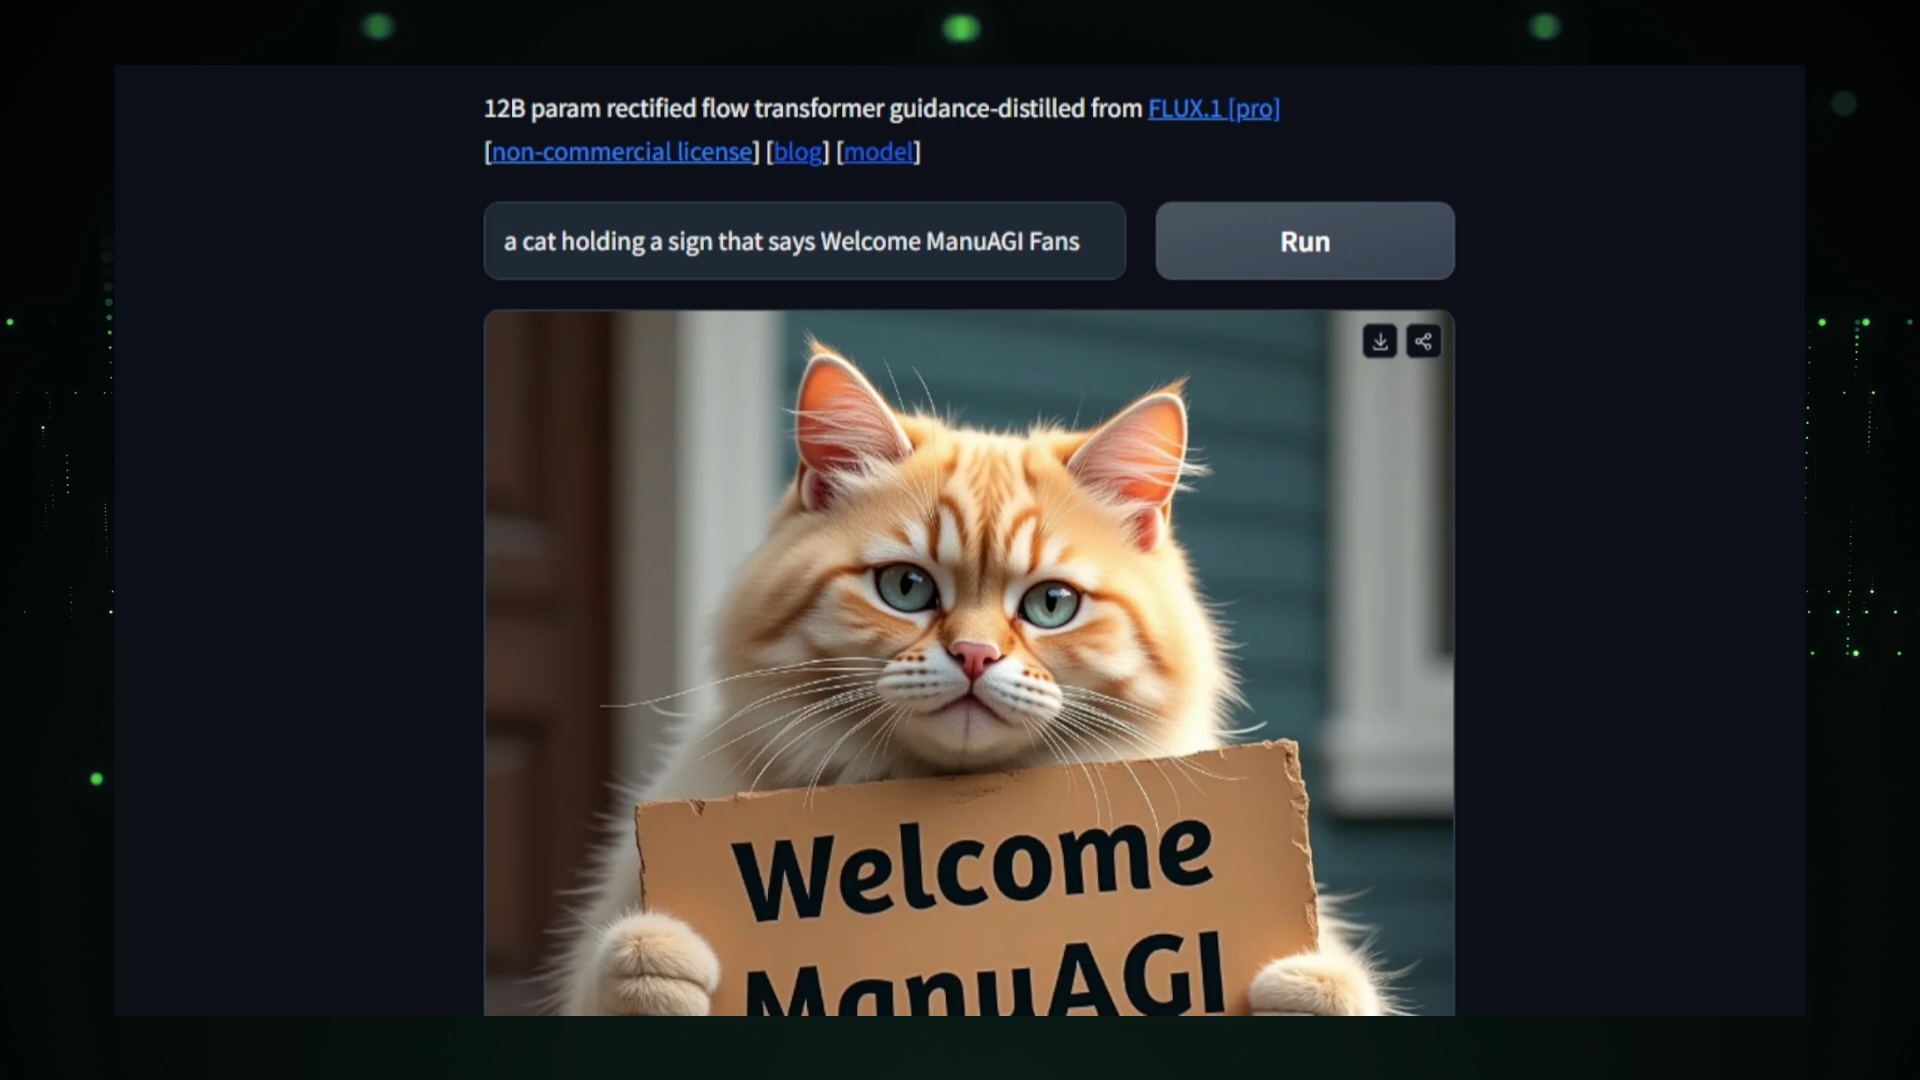 12B param rectified flow transformer guidance-distilled from FLUX.1 [pro]
[non-commercial license] [blog] [model]
a cat holding a sign that says Welcome ManuAGI Fans
Run
Welcome
ManuAGI